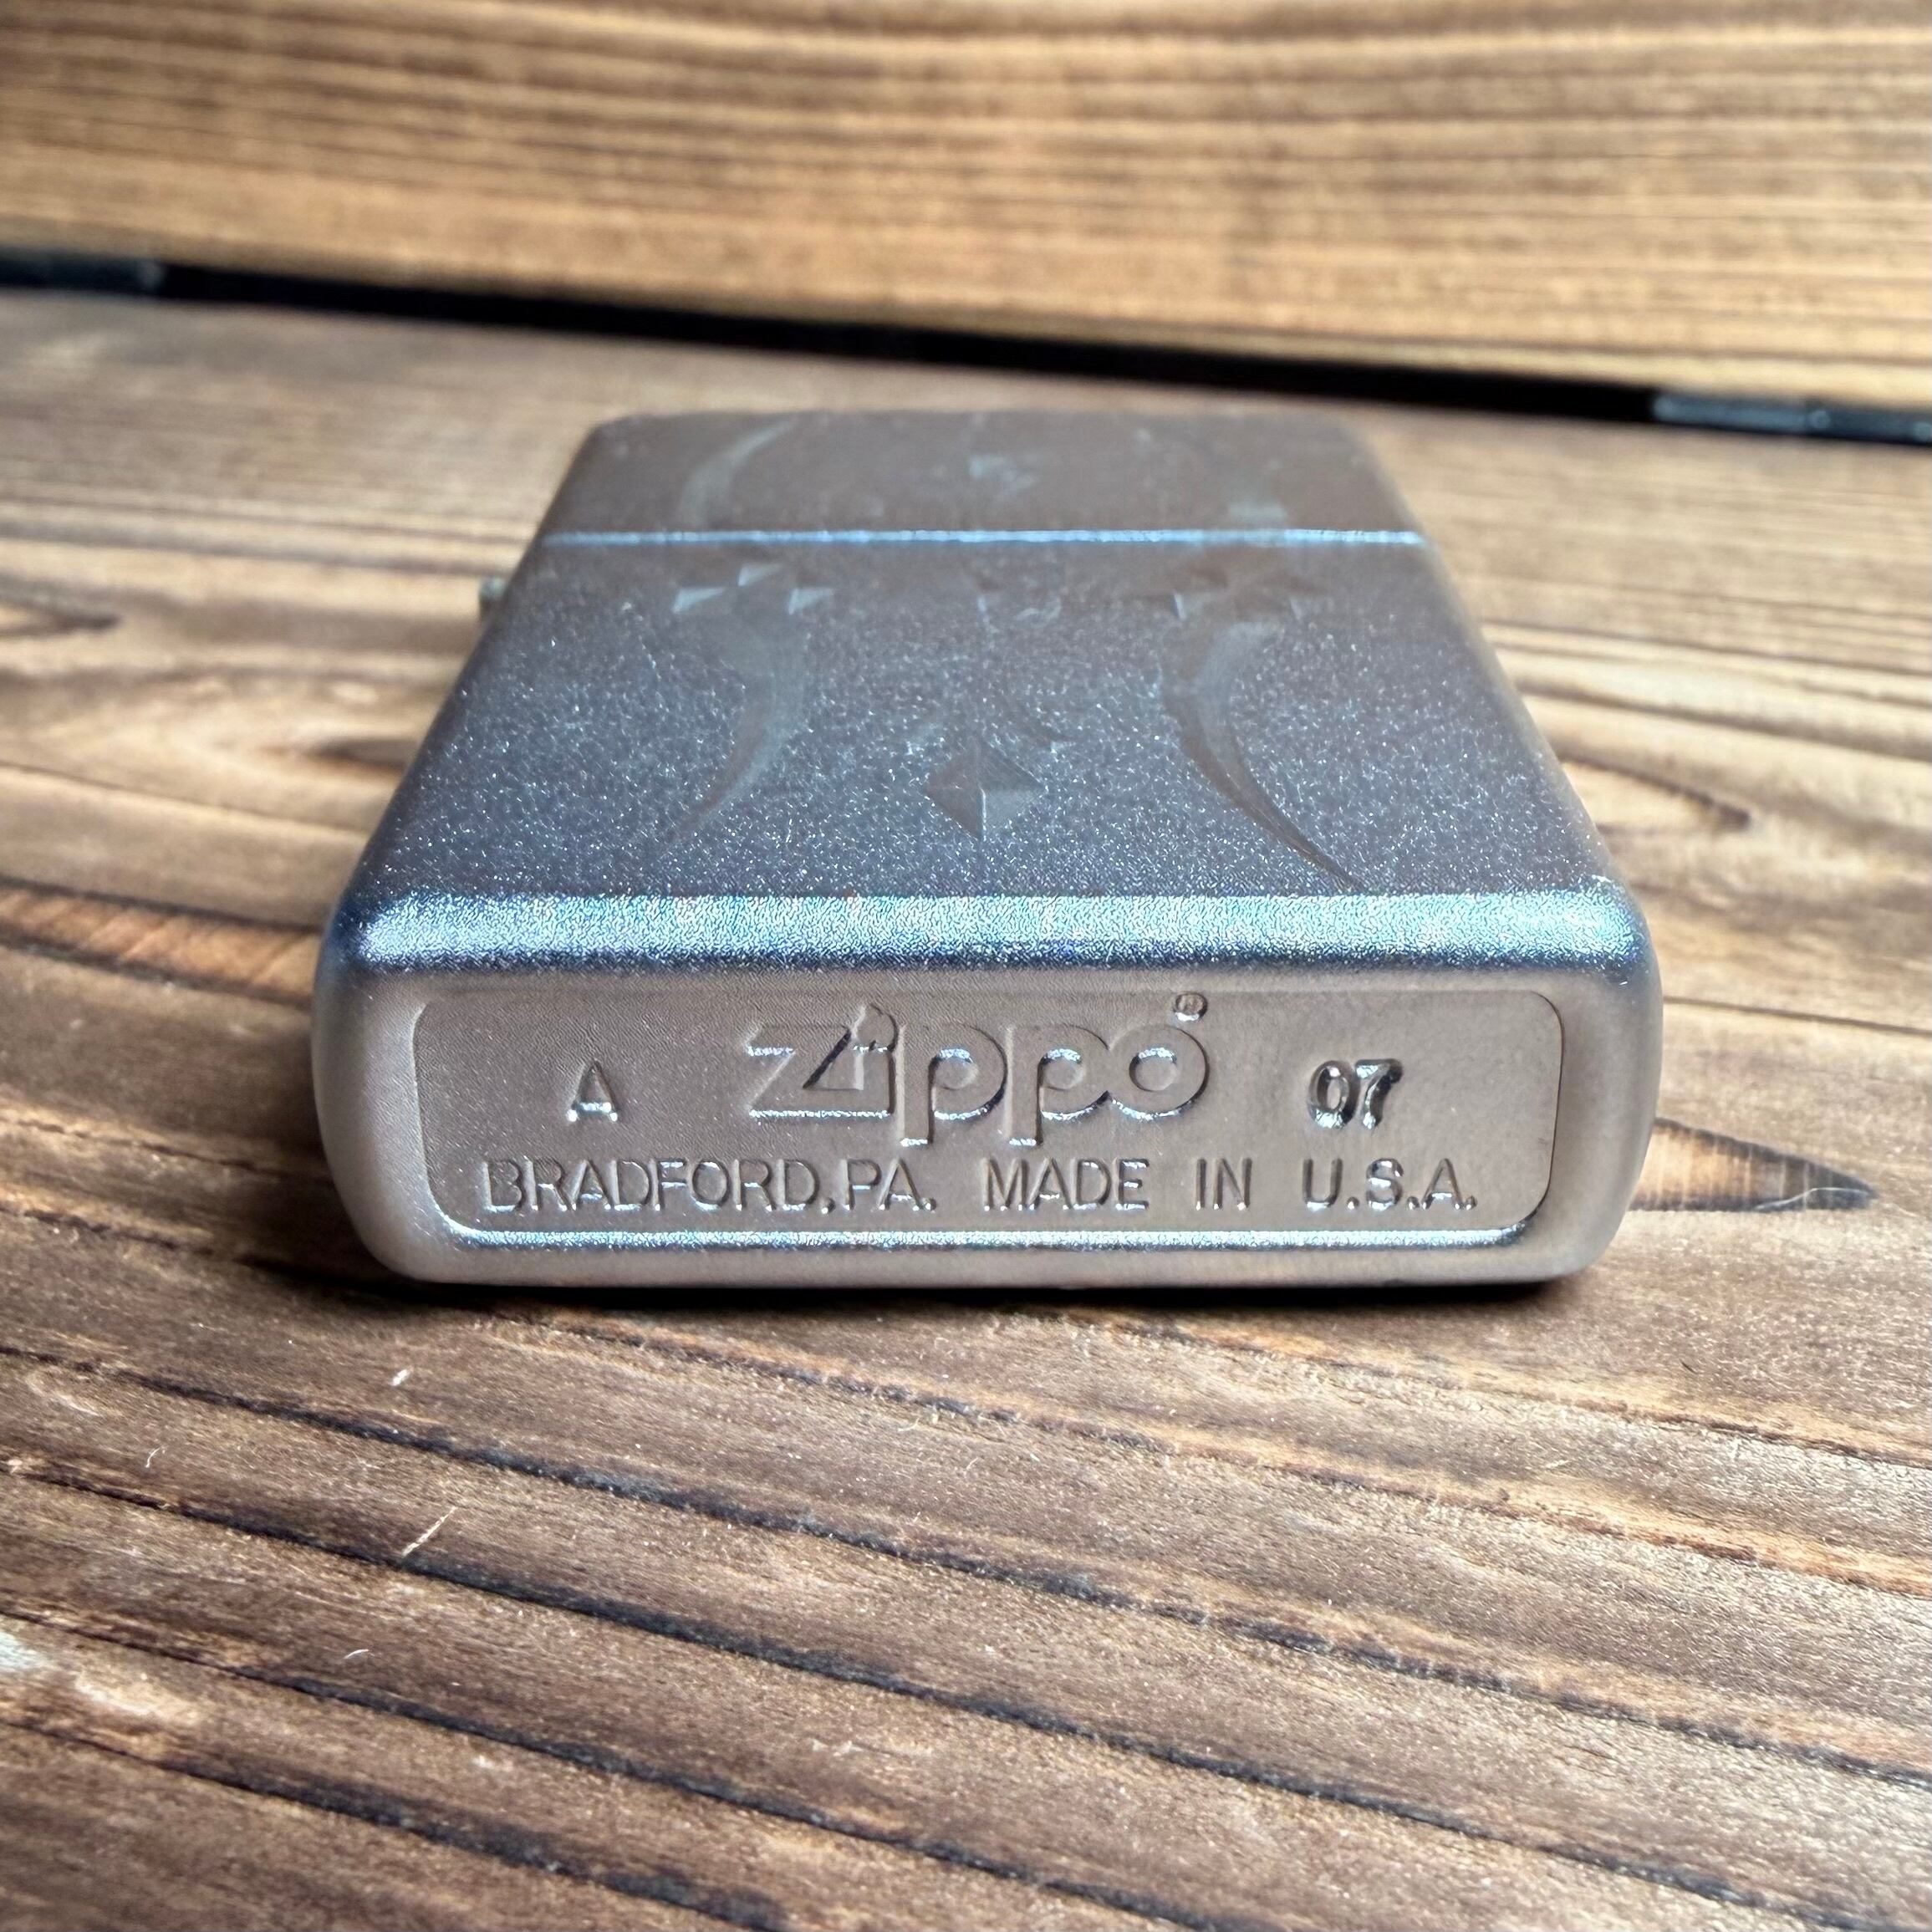 A zippo® 07
BRADFORD,PA. MADE IN U.S.A.